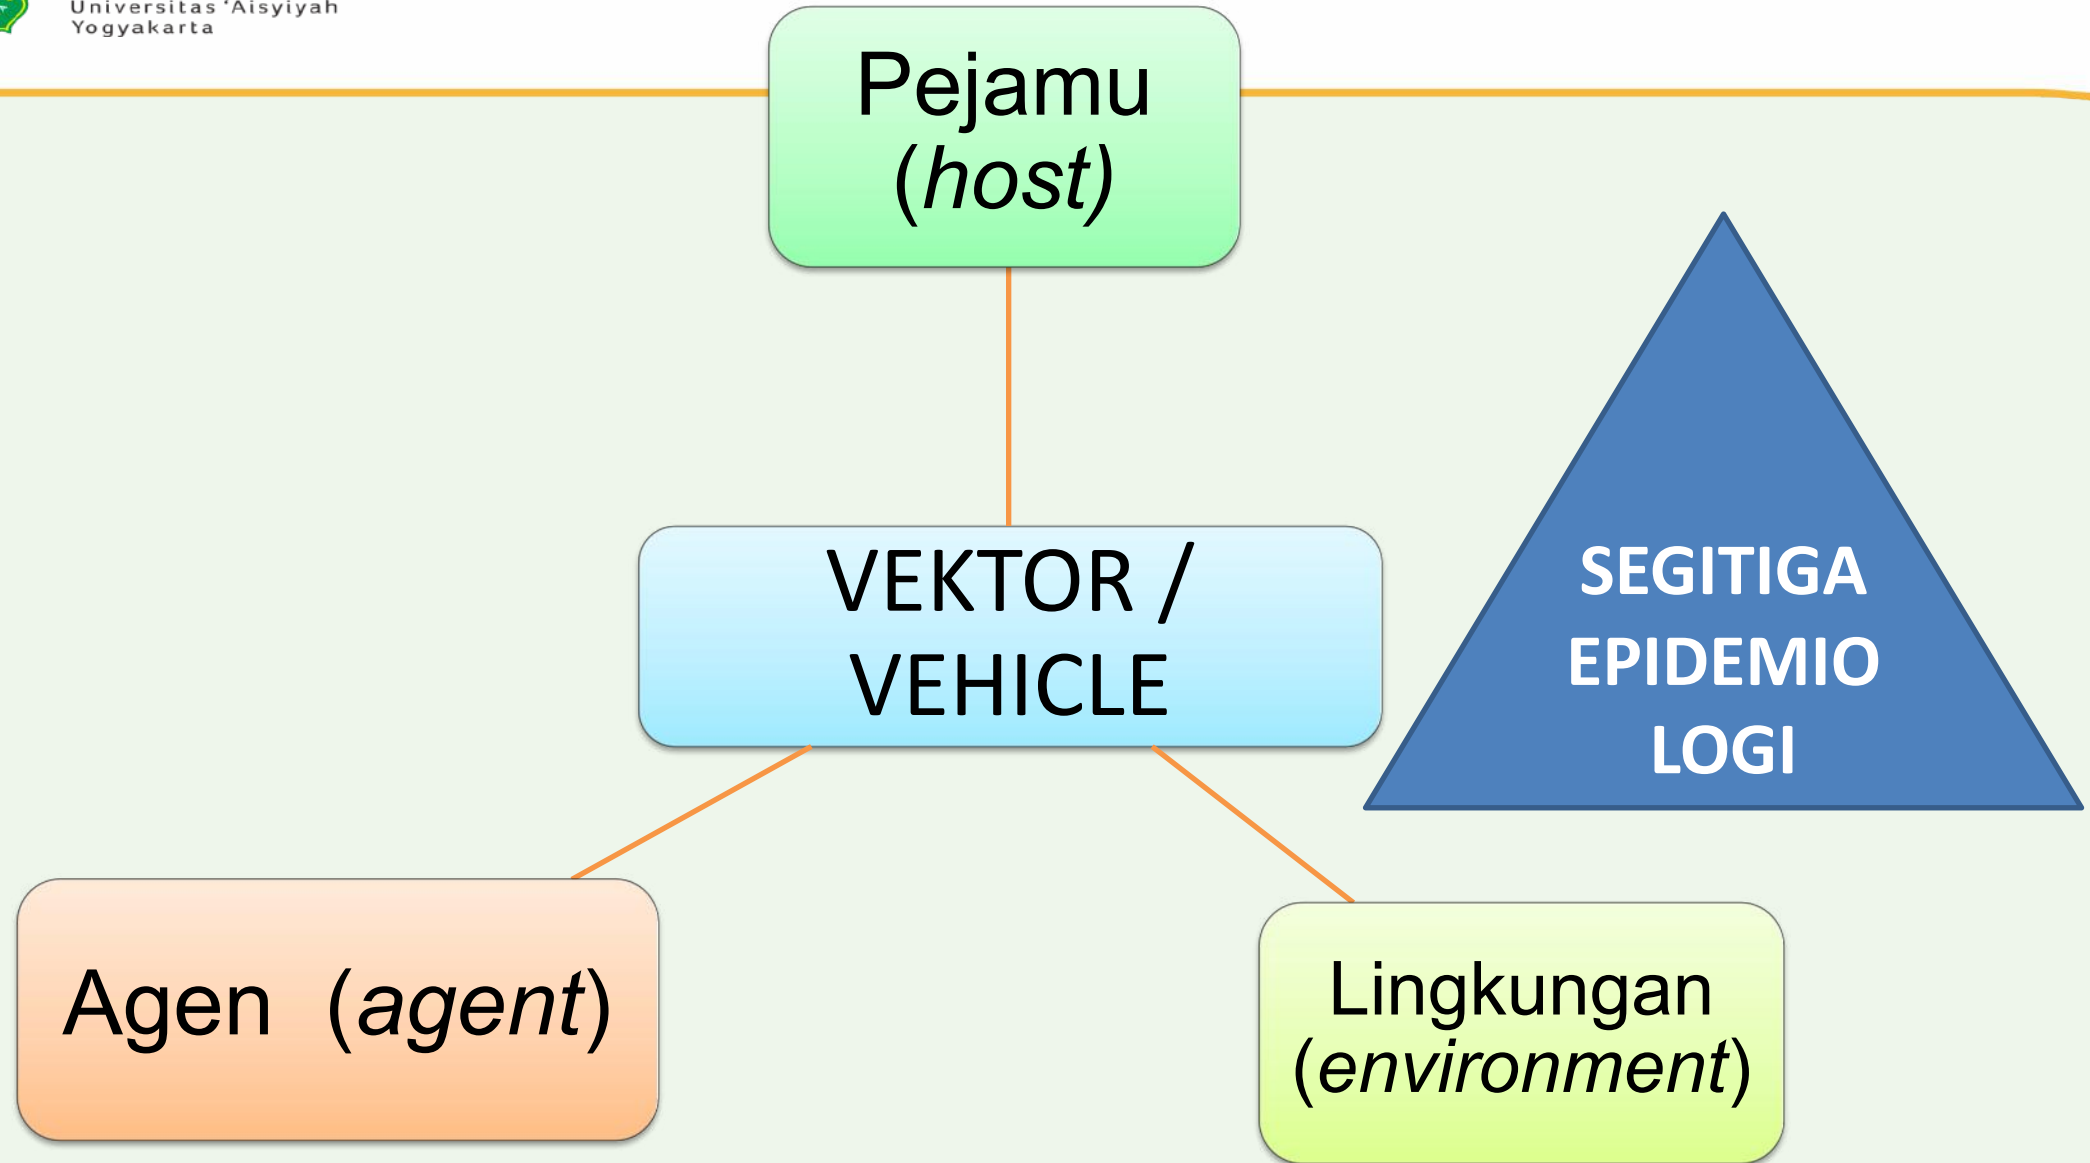 Universitas ‘Aisyiyah
Yogyakarta
Pejamu
(host)
VEKTOR /
VEHICLE
SEGITIGA
EPIDEMIO
LOGI
Agen (agent)
Lingkungan
(environment)